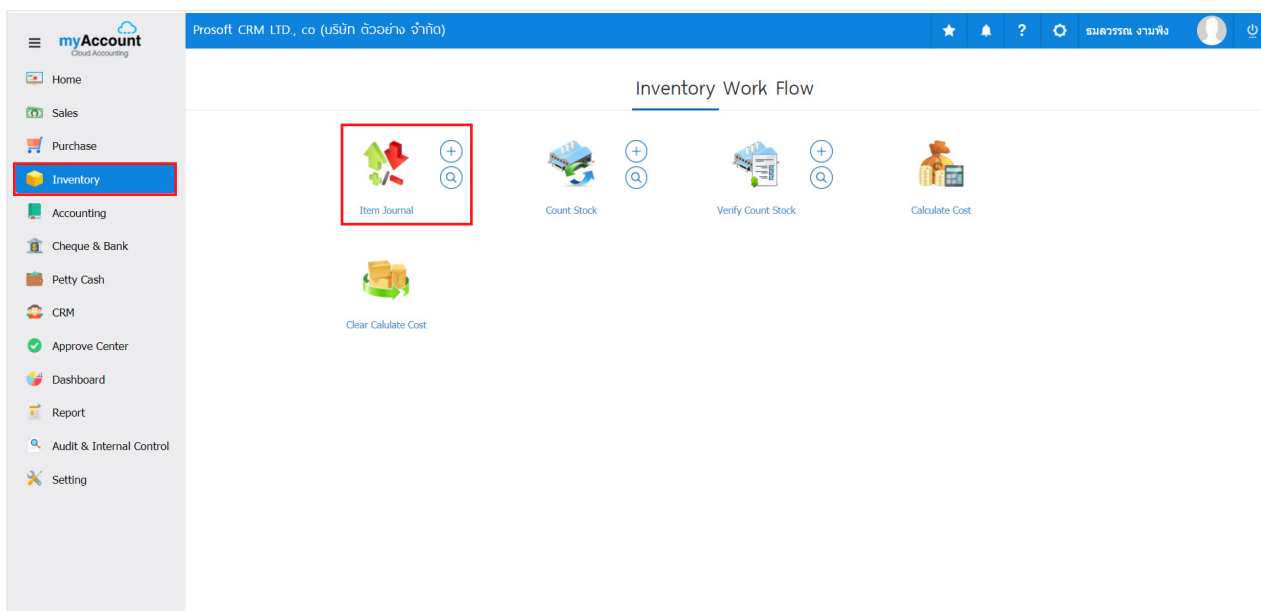 myAccount
Cloud Accounting
Prosoft CRM LTD., co (บริษัท ตัวอย่าง จำกัด)
?
ธมลวรรณ งามพิง
Home
Sales
Purchase
Inventory
Accounting
Cheque & Bank
Petty Cash
CRM
Approve Center
Dashboard
Report
Audit & Internal Control
Setting
Inventory Work Flow
Item Journal
Count Stock
Verify Count Stock
Calculate Cost
Clear Calulate Cost